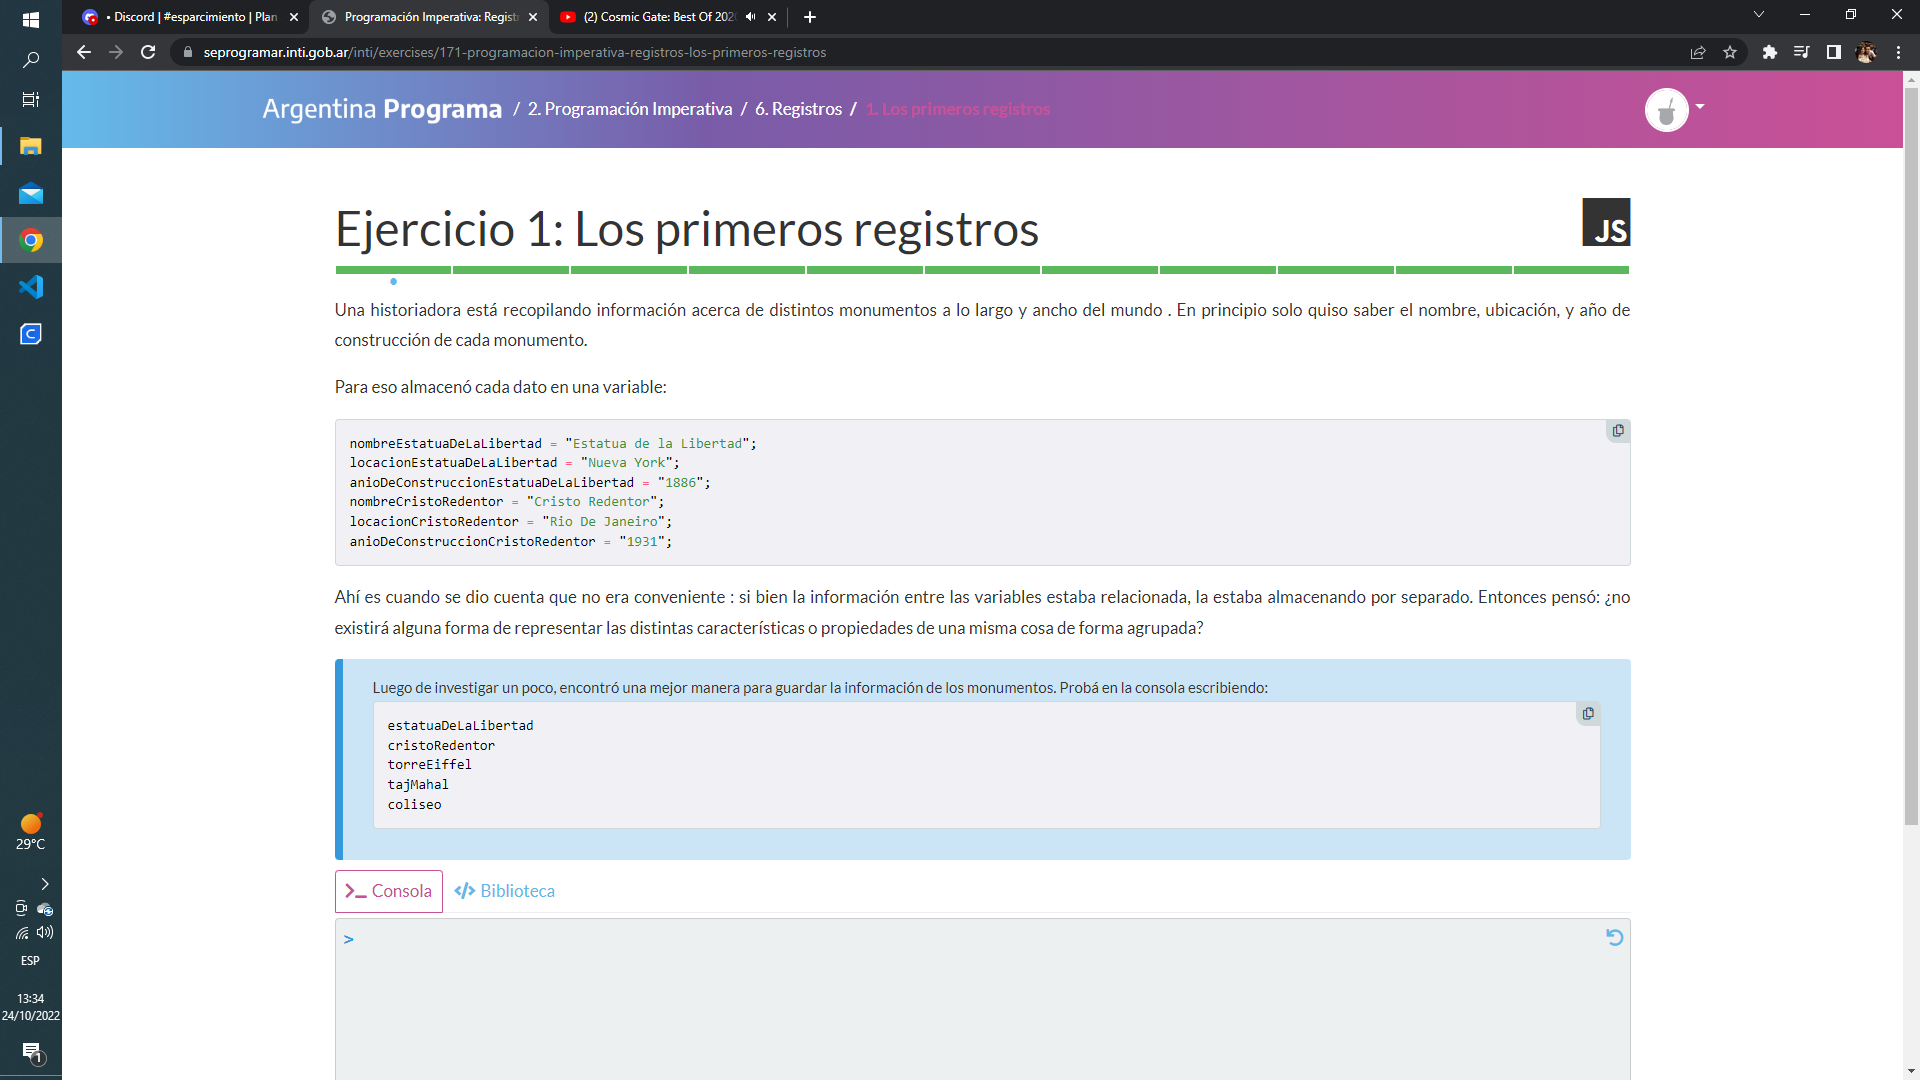 • Discord | #esparcimiento | Plan
Programación Imperativa: Regist
(2) Cosmic Gate: Best Of 202
seprogramar.inti.gob.ar/inti/exercises/171-programacion-imperativa-registros-los-primeros-registros
Argentina Programa / 2. Programación Imperativa / 6. Registros / 1. Los primeros registros
Ejercicio 1: Los primeros registros
JS
Una historiadora está recopilando información acerca de distintos monumentos a lo largo y ancho del mundo . En principio solo quiso saber el nombre, ubicación, y año de
construcción de cada monumento.
Para eso almacenó cada dato en una variable:
nombreEstatuaDeLaLibertad = "Estatua de la Libertad";
locacionEstatuaDeLaLibertad = "Nueva York";
anioDeConstruccionEstatuaDeLaLibertad = "1886";
nombreCristoRedentor = "Cristo Redentor";
locacionCristoRedentor = "Rio De Janeiro";
anioDeConstruccionCristoRedentor = "1931";
Ahí es cuando se dio cuenta que no era conveniente : si bien la información entre las variables estaba relacionada, la estaba almacenando por separado. Entonces pensó: ¿no
existirá alguna forma de representar las distintas características o propiedades de una misma cosa de forma agrupada?
Luego de investigar un poco, encontró una mejor manera para guardar la información de los monumentos. Probá en la consola escribiendo:
estatuaDeLaLibertad
cristoRedentor
torreEiffel
tajMahal
coliseo
>_ Consola
</> Biblioteca
>
29°C
ESP
13:34
24/10/2022
1